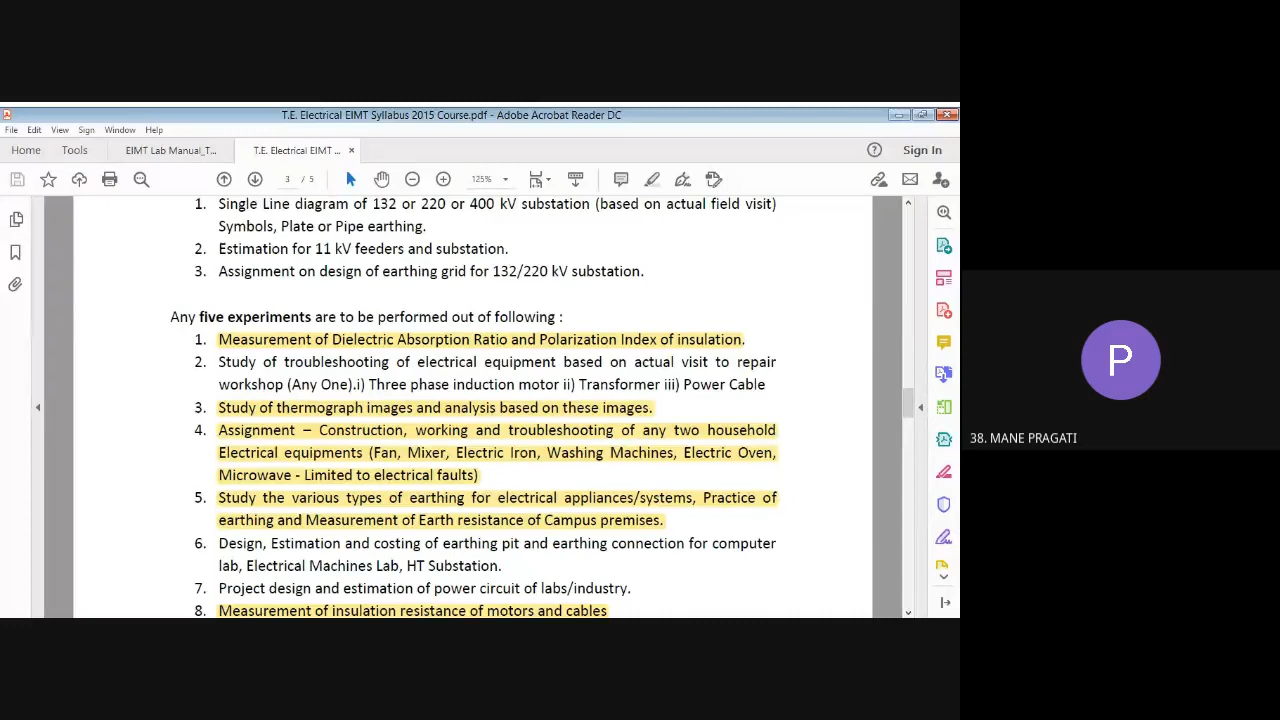 T.E. Electrical EIMT Syllabus 2015 Course.pdf - Adobe Acrobat Reader DC
File Edit View Sign Window Help
Home Tools EIMT Lab Manual_T... T.E. Electrical EIMT ... × Sign In
3 / 5 125%
1. Single Line diagram of 132 or 220 or 400 kV substation (based on actual field visit)
Symbols, Plate or Pipe earthing.
2. Estimation for 11 kV feeders and substation.
3. Assignment on design of earthing grid for 132/220 kV substation.
Any five experiments are to be performed out of following :
1. Measurement of Dielectric Absorption Ratio and Polarization Index of insulation.
2. Study of troubleshooting of electrical equipment based on actual visit to repair
workshop (Any One).i) Three phase induction motor ii) Transformer iii) Power Cable
3. Study of thermograph images and analysis based on these images.
4. Assignment – Construction, working and troubleshooting of any two household
Electrical equipments (Fan, Mixer, Electric Iron, Washing Machines, Electric Oven,
Microwave - Limited to electrical faults)
5. Study the various types of earthing for electrical appliances/systems, Practice of
earthing and Measurement of Earth resistance of Campus premises.
6. Design, Estimation and costing of earthing pit and earthing connection for computer
lab, Electrical Machines Lab, HT Substation.
7. Project design and estimation of power circuit of labs/industry.
8. Measurement of insulation resistance of motors and cables
P
38. MANE PRAGATI